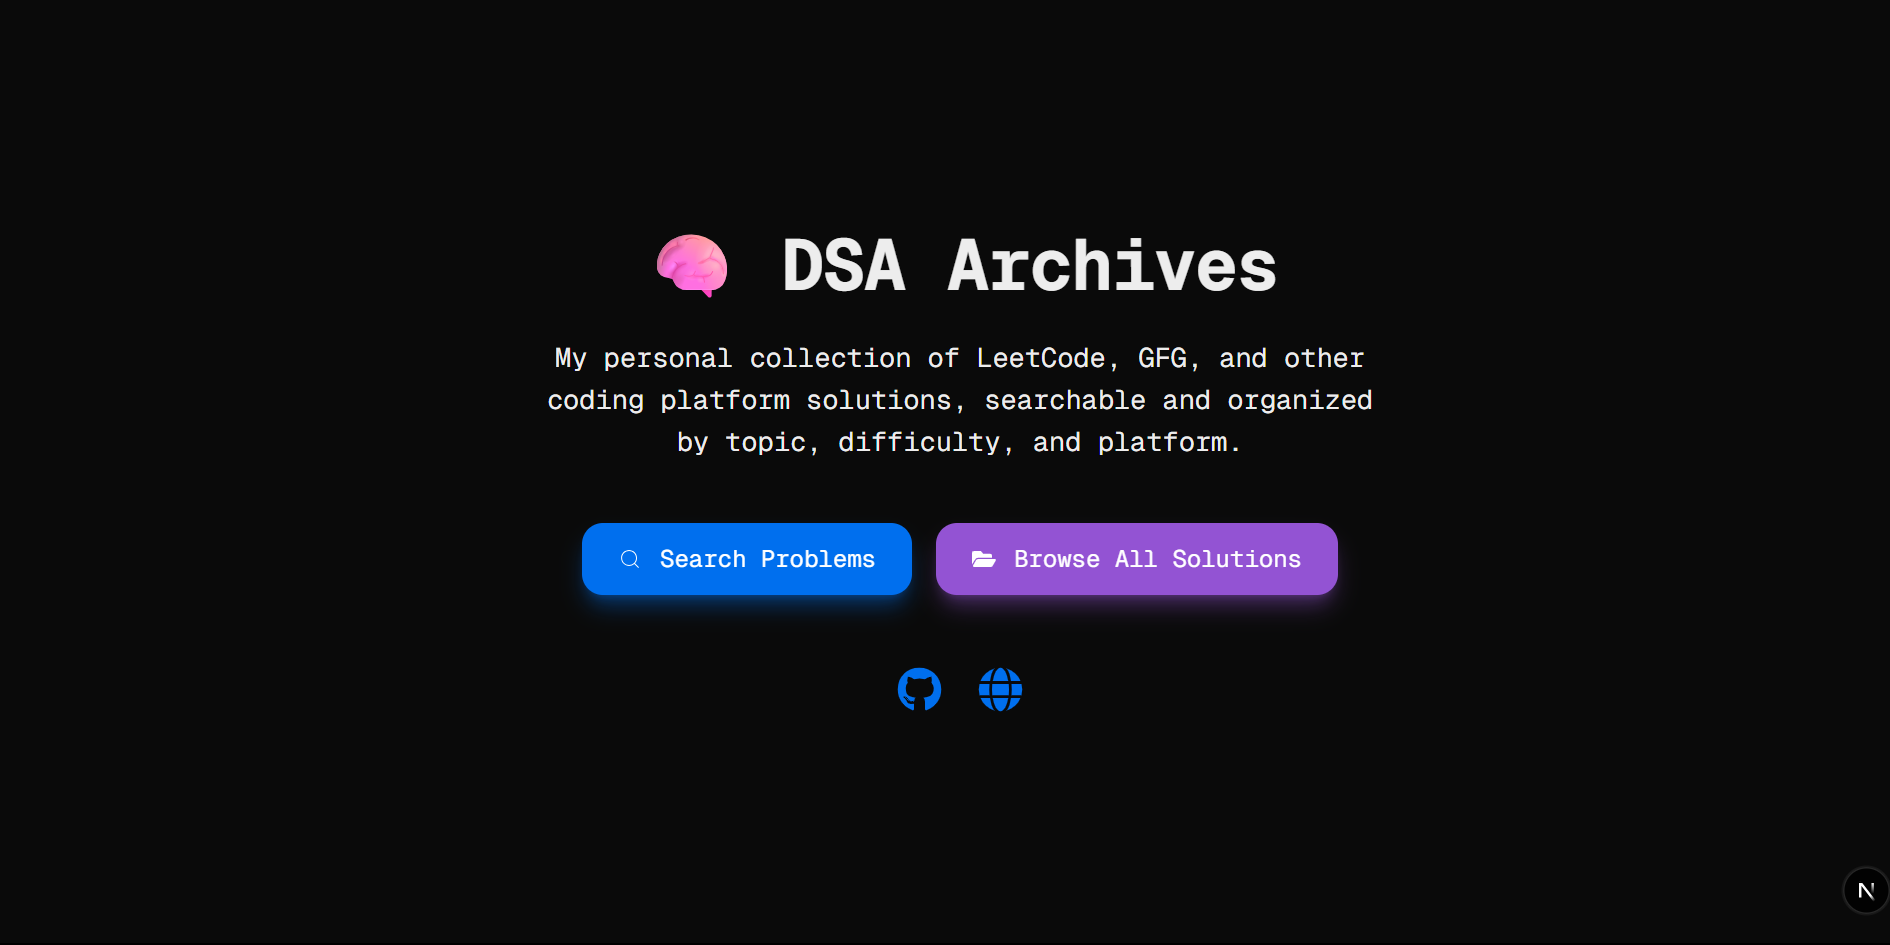 DSA Archives
My personal collection of LeetCode, GFG, and other
coding platform solutions, searchable and organized
by topic, difficulty, and platform.
Search Problems
Browse All Solutions
N